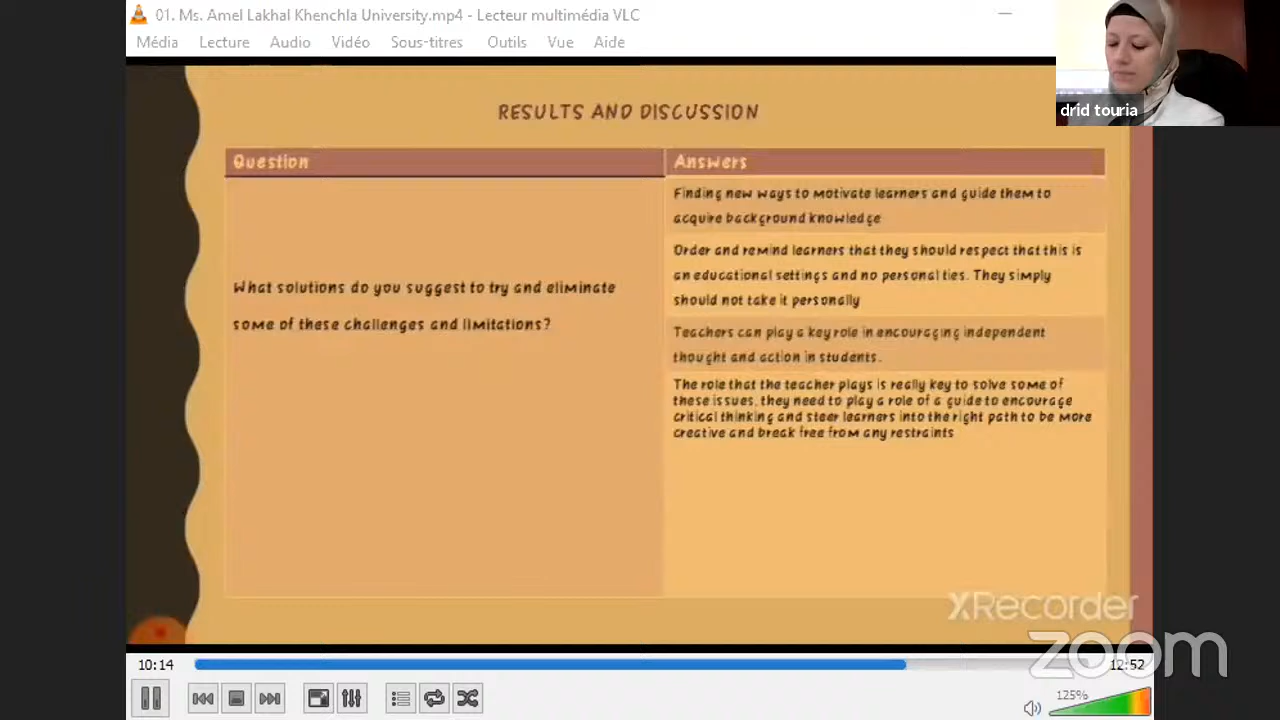 01. Ms. Amel Lakhal Khenchla University.mp4 - Lecteur multimédia VLC
Média Lecture Audio Vidéo Sous-titres Outils Vue Aide
drid touria
RESULTS AND DISCUSSION
Question
Answers
What solutions do you suggest to try and eliminate
some of these challenges and limitations?
Finding new ways to motivate learners and guide them to
acquire background knowledge
Order and remind learners that they should respect that this is
an educational settings and no personal ties. They simply
should not take it personally
Teachers can play a key role in encouraging independent
thought and action in students.
The role that the teacher plays is really key to solve some of
these issues, they need to play a role of a guide to encourage
critical thinking and steer learners into the right path to be more
creative and break free from any restraints
XRecorder
zoom
10:14
12:52
125%